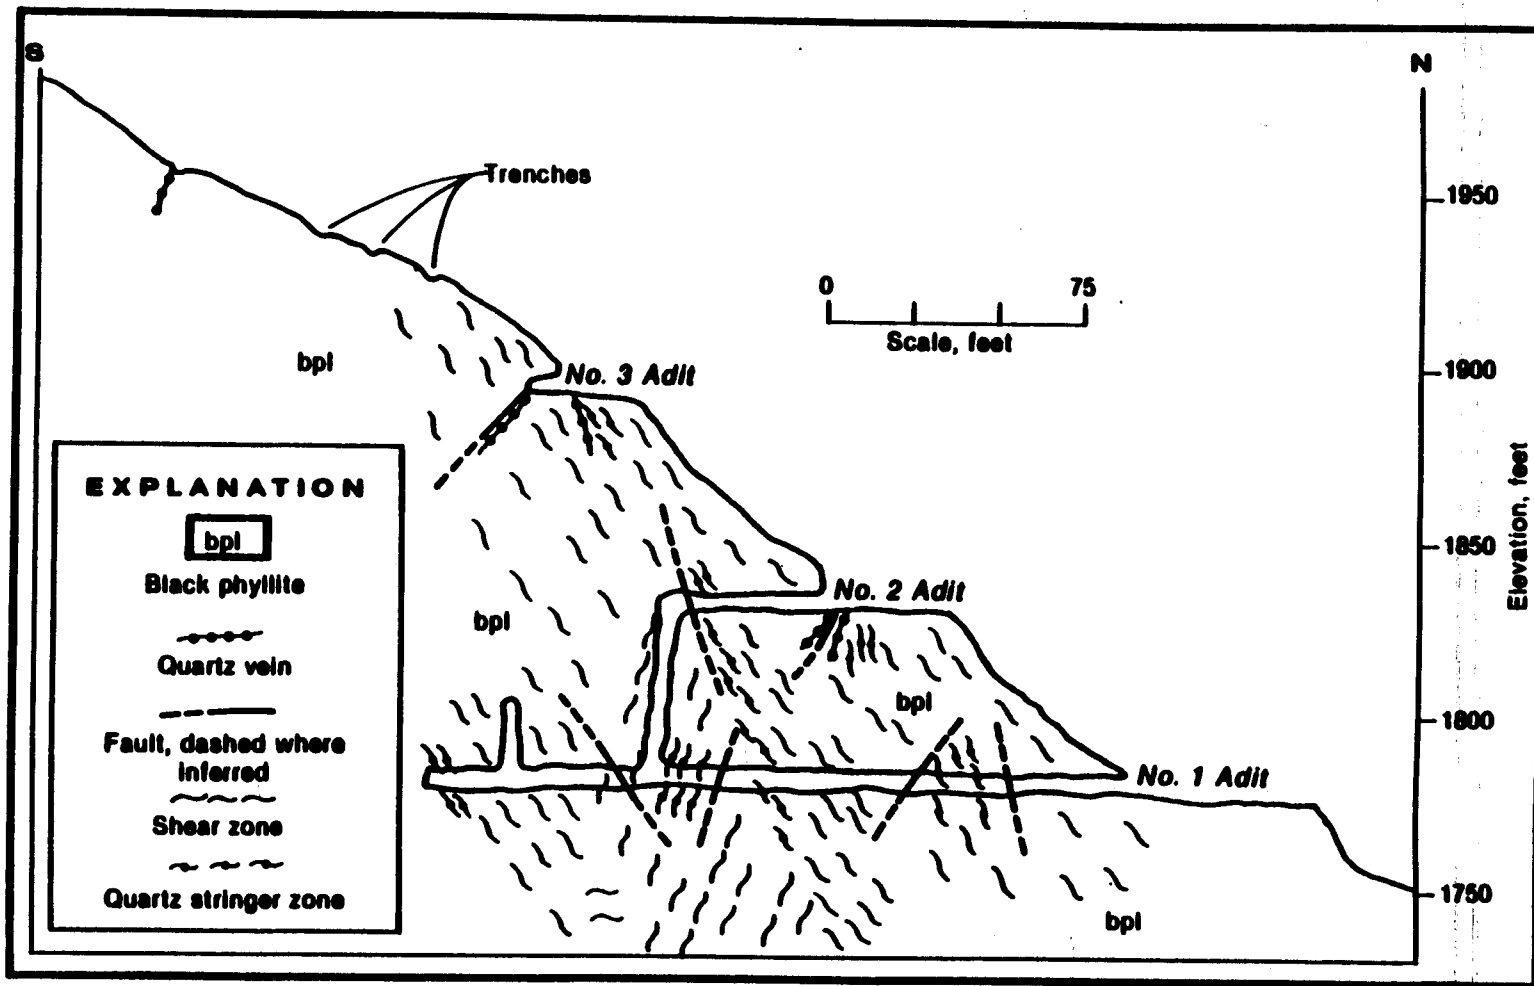 S
N
Trenches
1950
0 75
Scale, feet
bpl
No. 3 Adit
1900
EXPLANATION
bpl
Black phyllite
Quartz vein
Fault, dashed where
inferred
Shear zone
Quartz stringer zone
1850
Elevation, feet
No. 2 Adit
bpl
bpl
1800
No. 1 Adit
1750
bpl